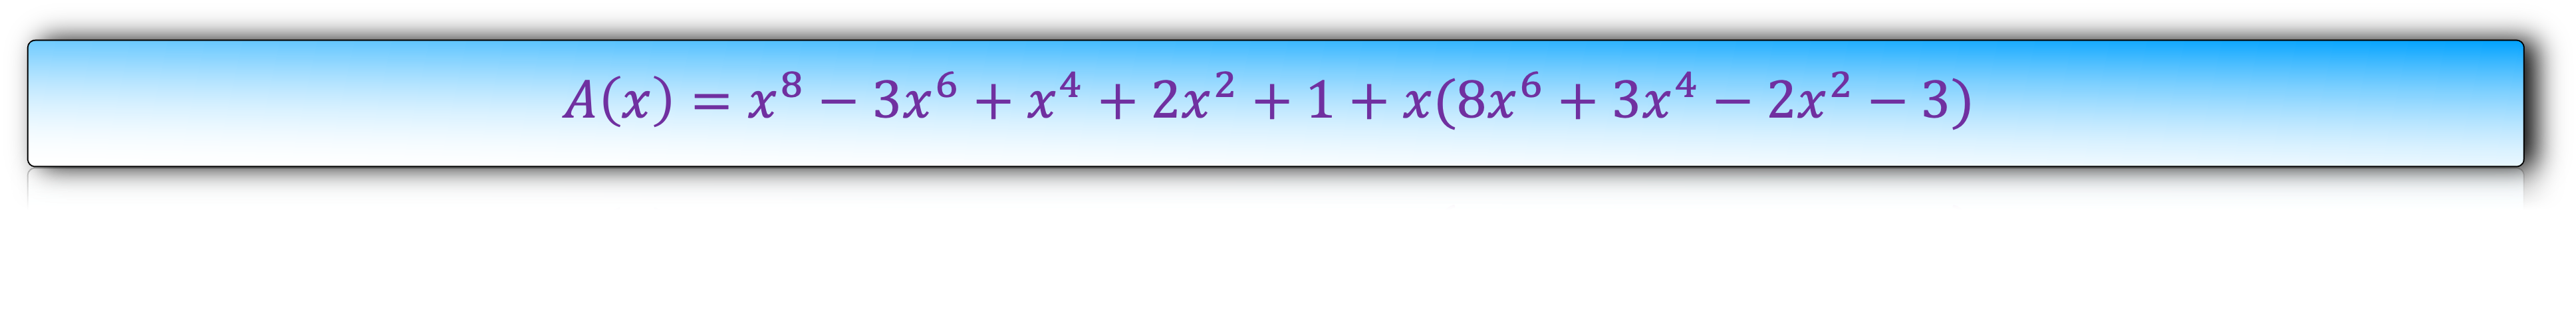 A(x) = x⁸ − 3x⁶ + x⁴ + 2x² + 1 + x(8x⁶ + 3x⁴ − 2x² − 3)